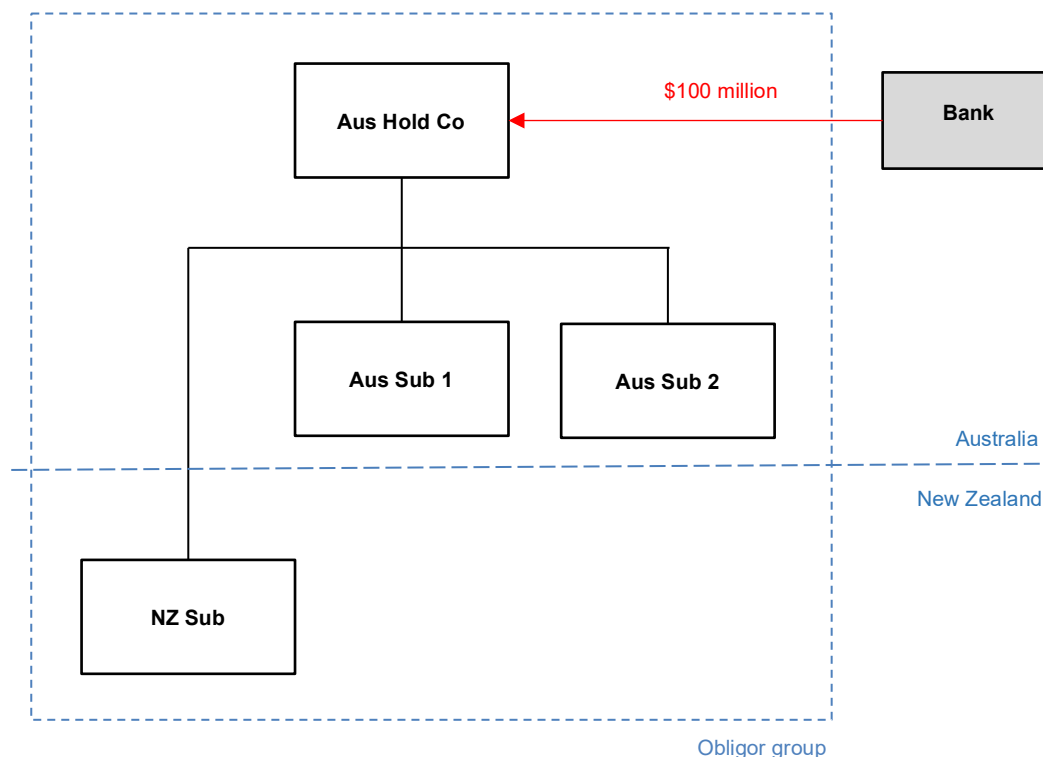 $100 million
Bank
Aus Hold Co
Aus Sub 1
Aus Sub 2
Australia
New Zealand
NZ Sub
Obligor group